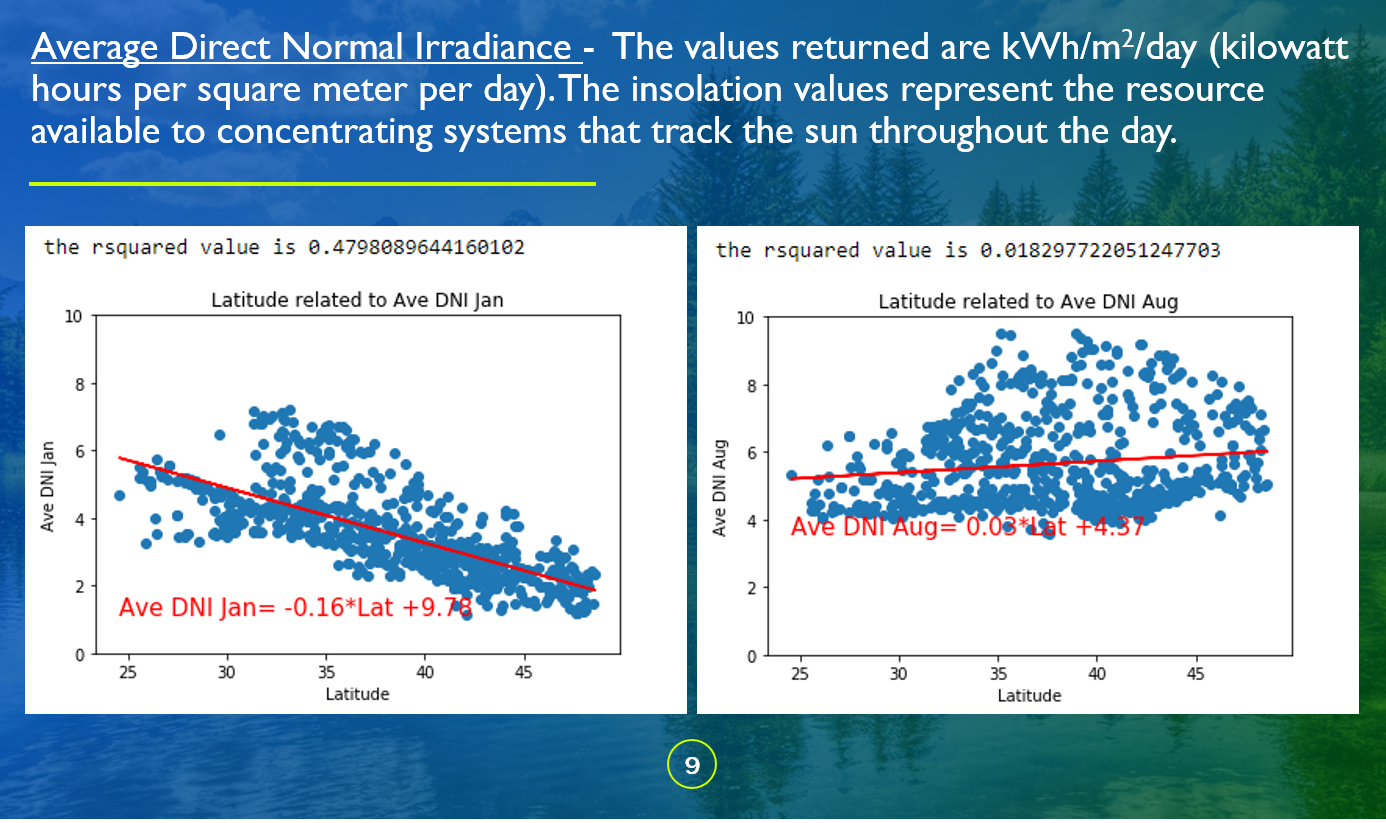 Average Direct Normal Irradiance - The values returned are kWh/m²/day (kilowatt
hours per square meter per day). The insolation values represent the resource
available to concentrating systems that track the sun throughout the day.
the rsquared value is 0.4798089644160102
Latitude related to Ave DNI Jan
10
8
6
4
2
0
Ave DNI Jan
Ave DNI Jan= -0.16*Lat +9.78
25 30 35 40 45
Latitude
the rsquared value is 0.018297722051247703
Latitude related to Ave DNI Aug
10
8
6
4
2
0
Ave DNI Aug
Ave DNI Aug= 0.03*Lat +4.37
25 30 35 40 45
Latitude
9